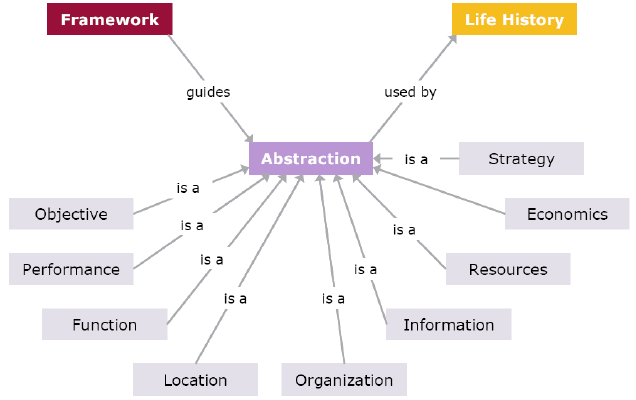 Framework
Life History
guides
used by
Abstraction
is a
Strategy
is a
Objective
Economics
is a
is a
Performance
is a
Resources
is a
Function
is a
is a
is a
Information
Location
Organization